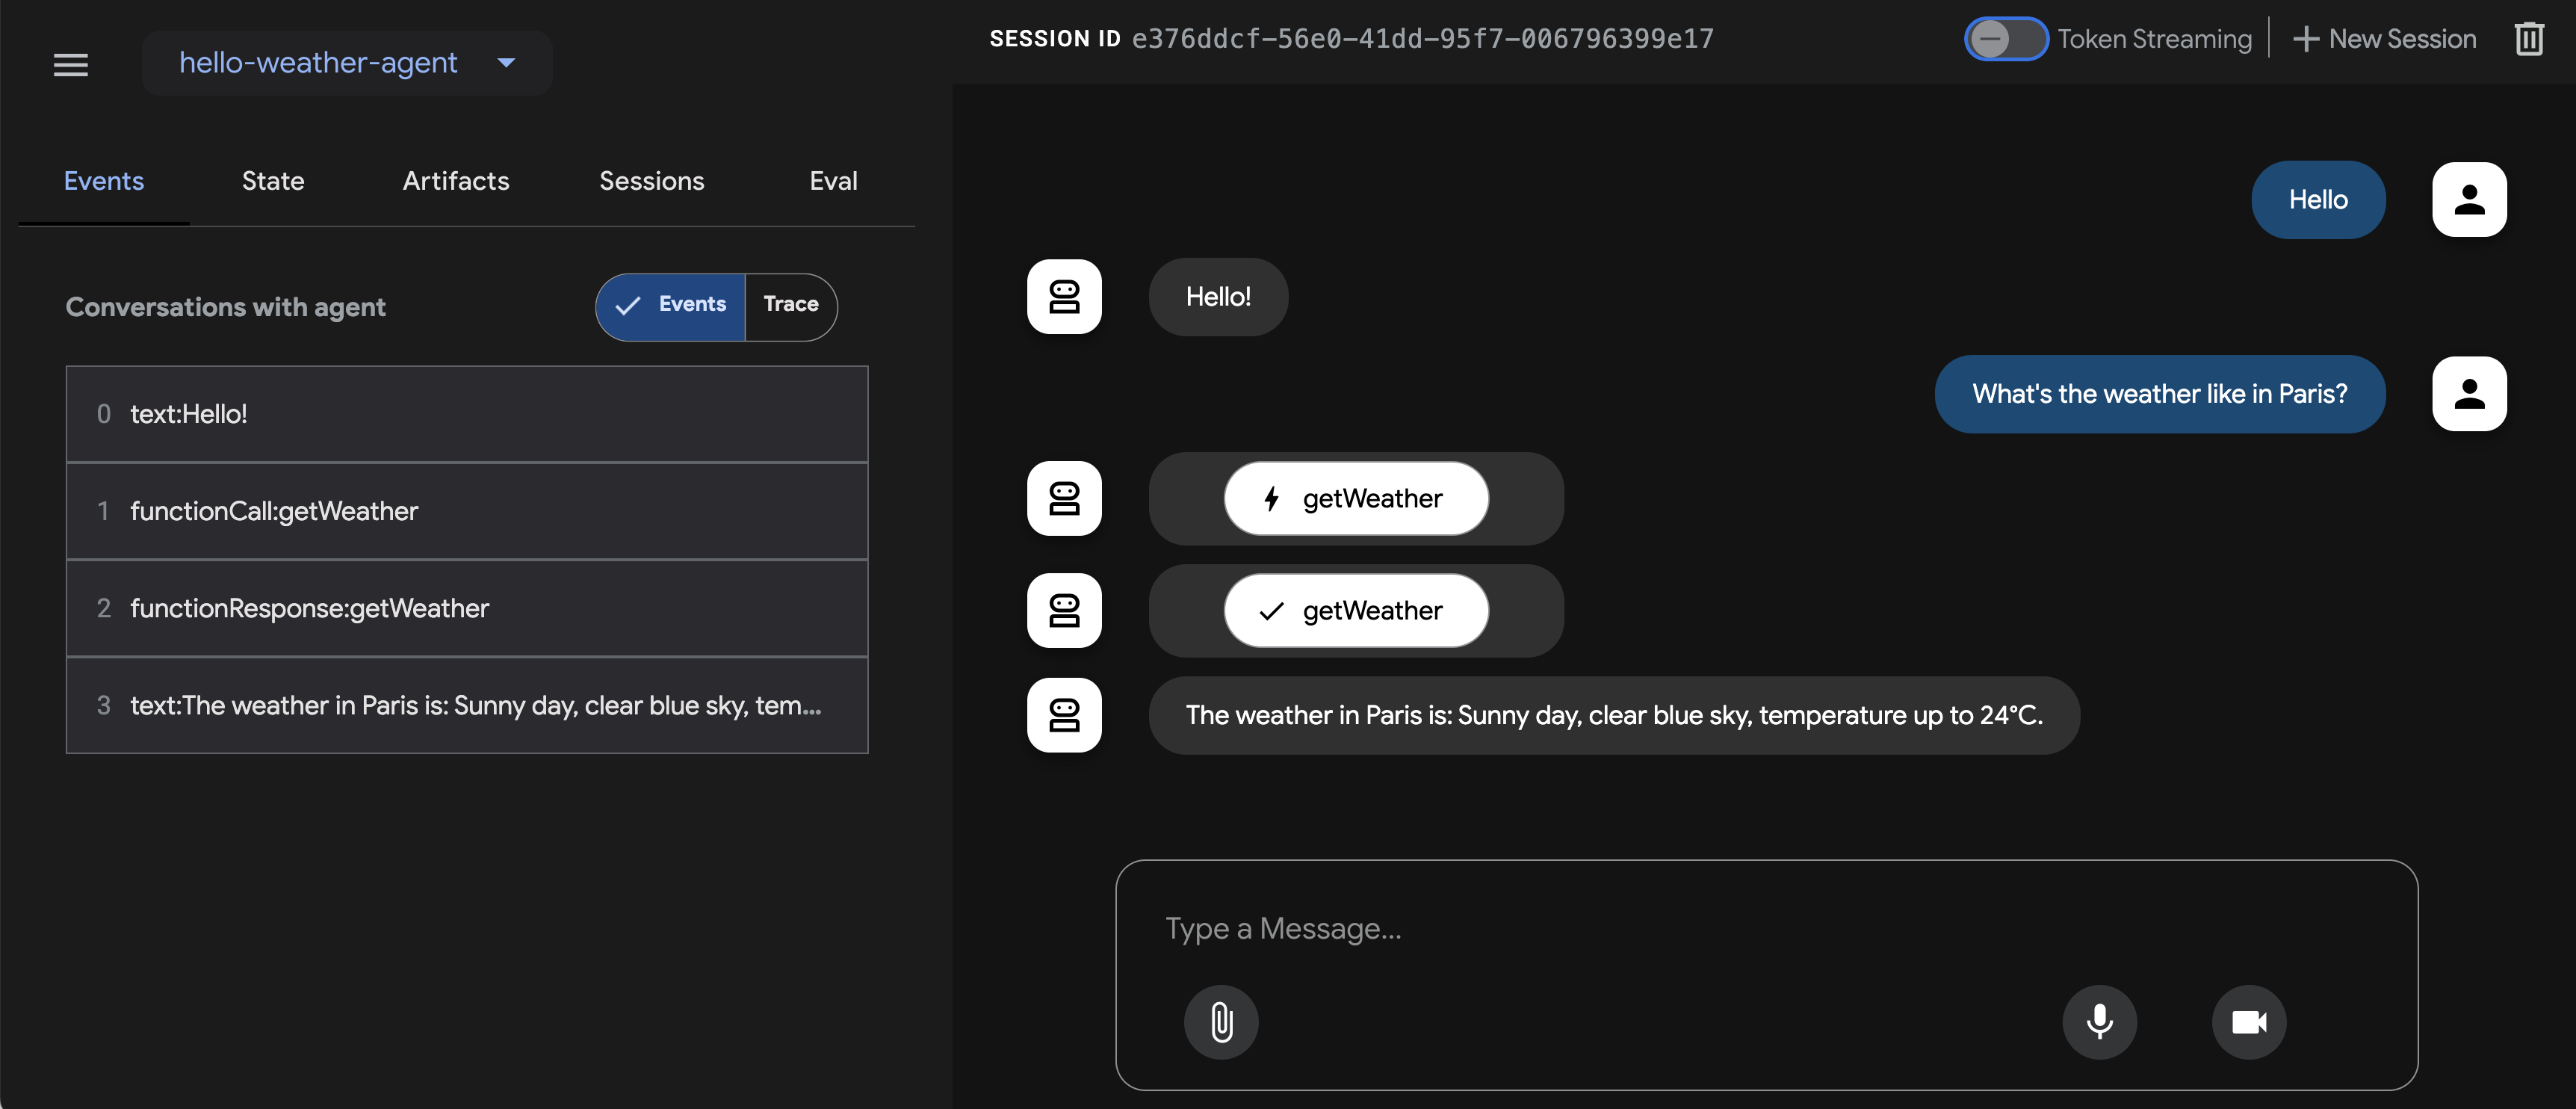 hello-weather-agent
SESSION ID e376ddcf-56e0-41dd-95f7-006796399e17
Token Streaming
New Session
Events State Artifacts Sessions Eval
Conversations with agent
Events Trace
0 text:Hello!
1 functionCall:getWeather
2 functionResponse:getWeather
3 text:The weather in Paris is: Sunny day, clear blue sky, tem...
Hello
Hello!
What's the weather like in Paris?
getWeather
getWeather
The weather in Paris is: Sunny day, clear blue sky, temperature up to 24°C.
Type a Message...